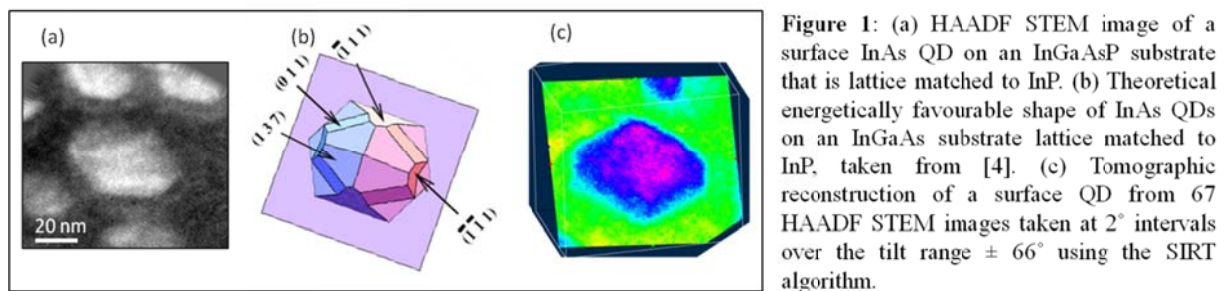 (a)
(b)
(c)
20 nm
(0 1 1)
(1̅ 1 1)
(1 3 7)
(1̅ 1̅ 1)
Figure 1: (a) HAADF STEM image of a
surface InAs QD on an InGaAsP substrate
that is lattice matched to InP. (b) Theoretical
energetically favourable shape of InAs QDs
on an InGaAs substrate lattice matched to
InP, taken from [4]. (c) Tomographic
reconstruction of a surface QD from 67
HAADF STEM images taken at 2° intervals
over the tilt range ± 66° using the SIRT
algorithm.